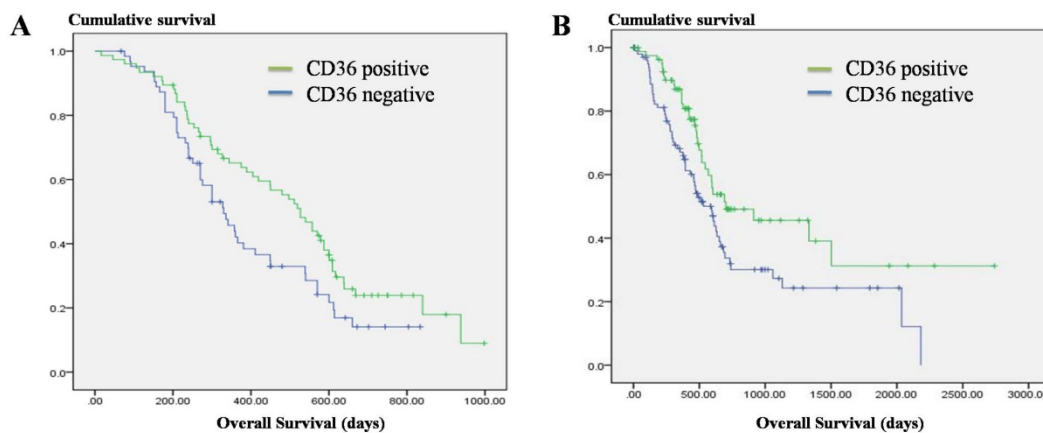 A
Cumulative survival
1.0
0.8
0.6
0.4
0.2
0.0
CD36 positive
CD36 negative
.00 200.00 400.00 600.00 800.00 1000.00
Overall Survival (days)
B
Cumulative survival
1.0
0.8
0.6
0.4
0.2
0.0
CD36 positive
CD36 negative
.00 500.00 1000.00 1500.00 2000.00 2500.00 3000.0
Overall Survival (days)